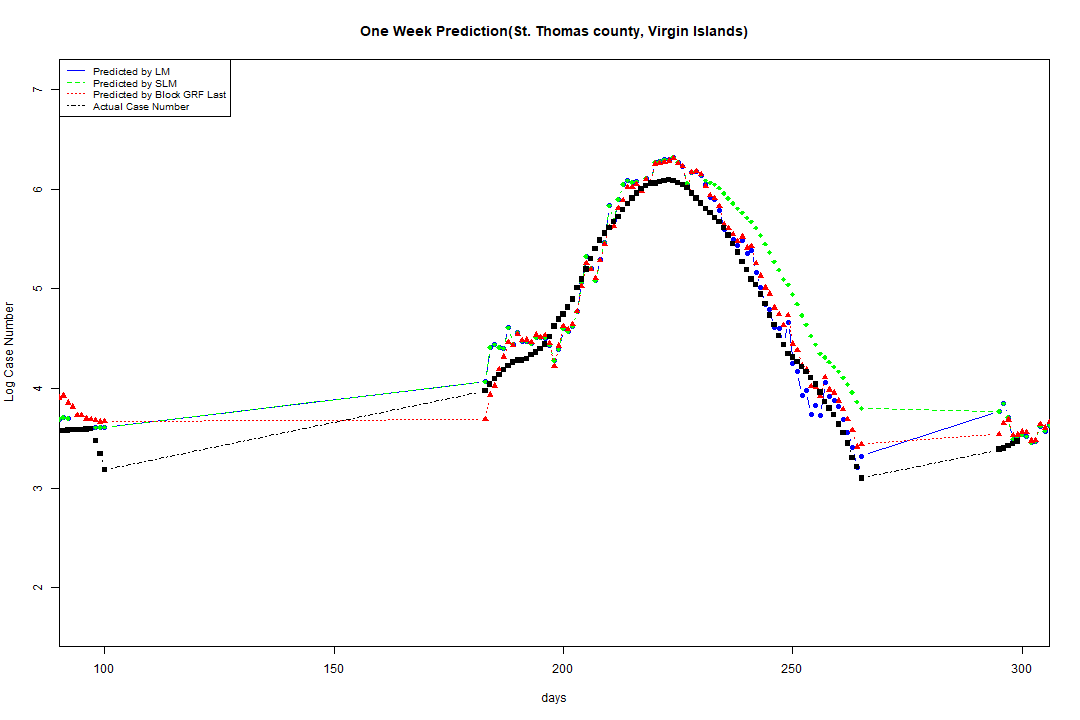 One Week Prediction(St. Thomas county, Virgin Islands)
Predicted by LM
Predicted by SLM
Predicted by Block GRF Last
Actual Case Number
7
6
5
4
3
2
Log Case Number
100 150 200 250 300
days